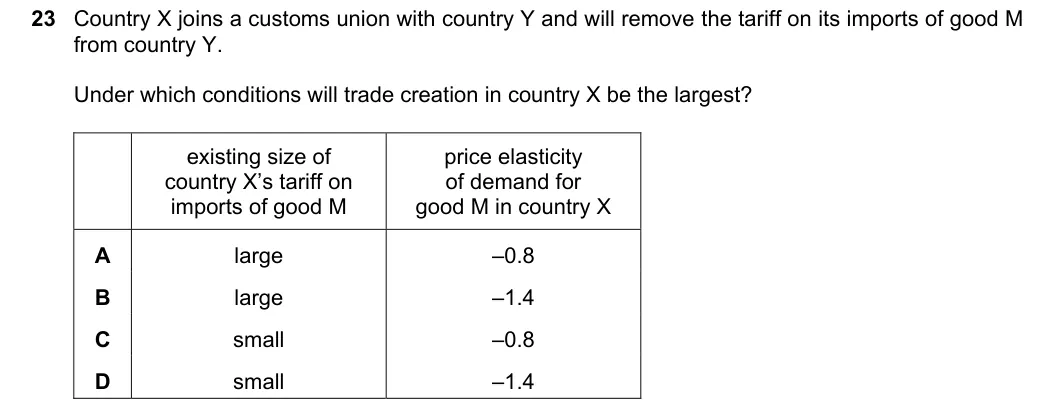 23 Country X joins a customs union with country Y and will remove the tariff on its imports of good M
from country Y.
Under which conditions will trade creation in country X be the largest?
existing size of
country X's tariff on
imports of good M
price elasticity
of demand for
good M in country X
A large –0.8
B large –1.4
C small –0.8
D small –1.4